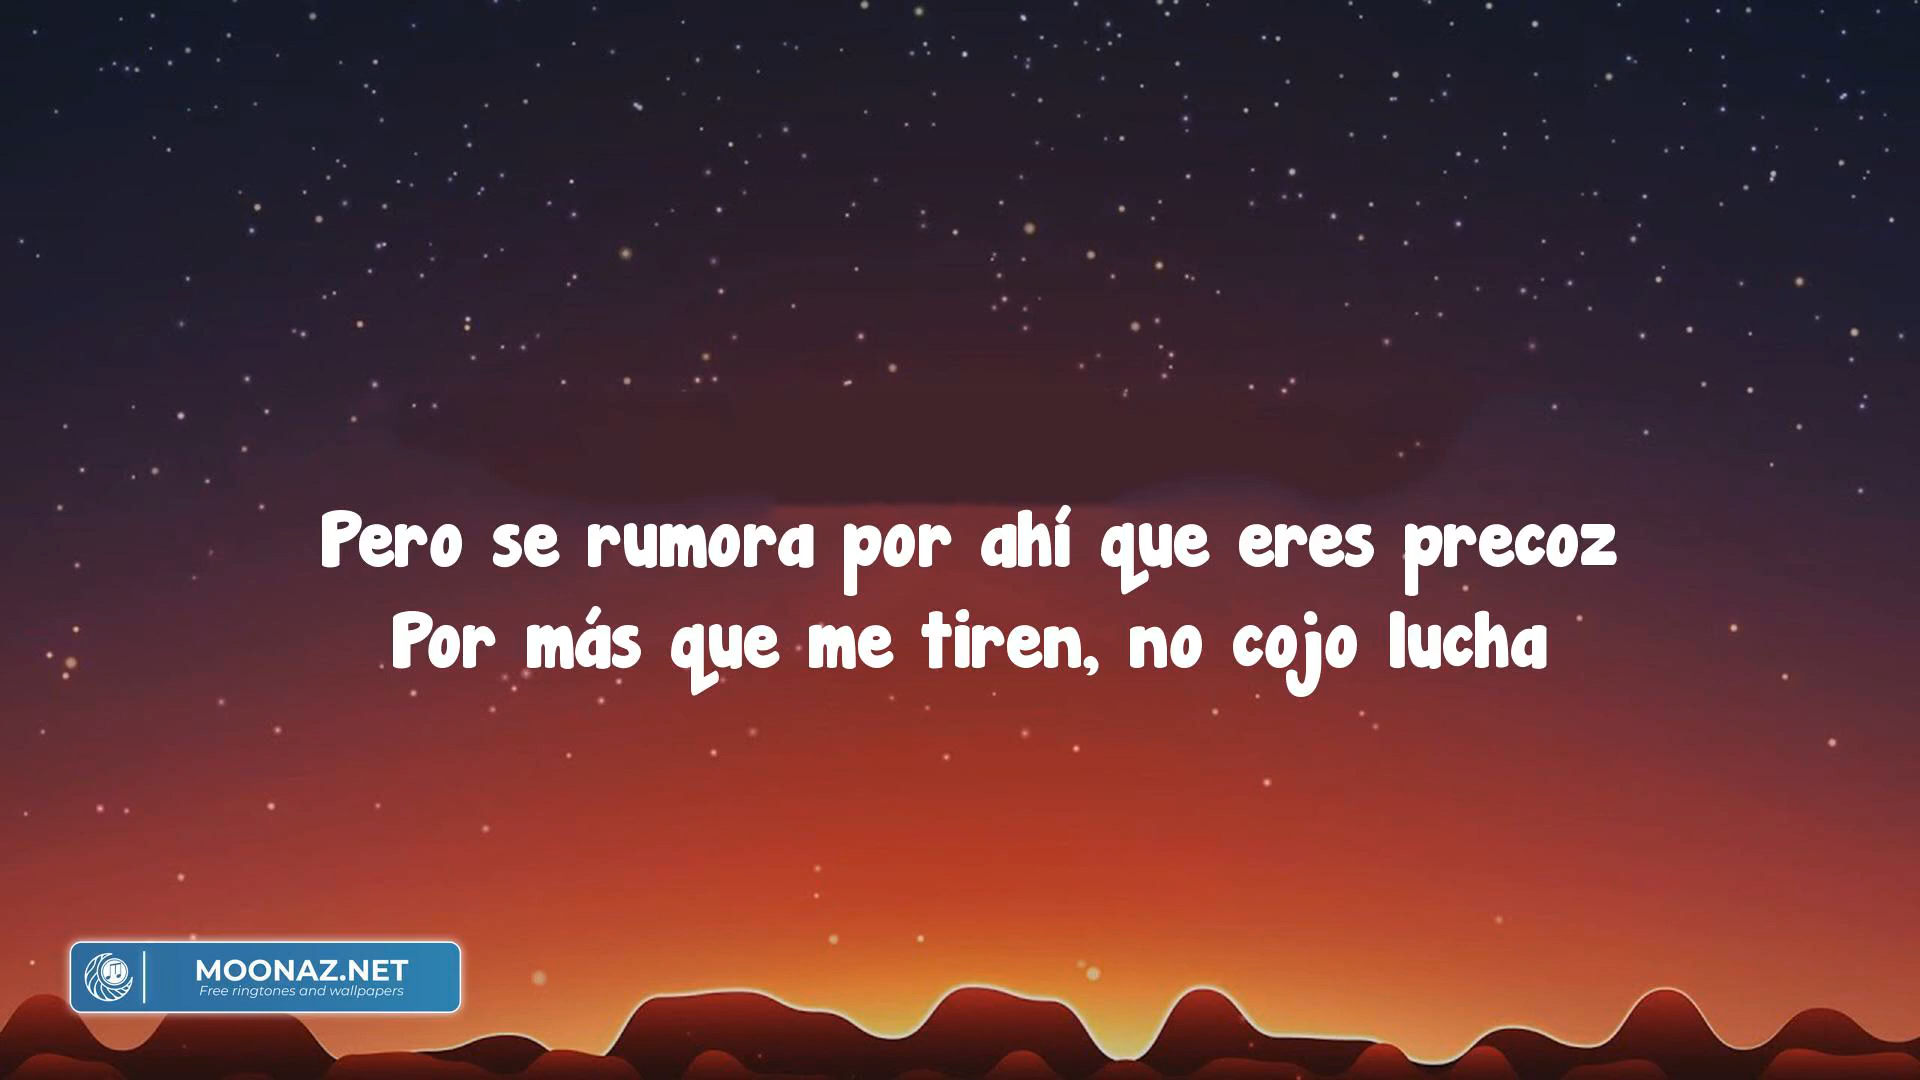 Pero se rumora por ahí que eres precoz
Por más que me tiren, no cojo lucha
MOONAZ.NET
Free ringtones and wallpapers